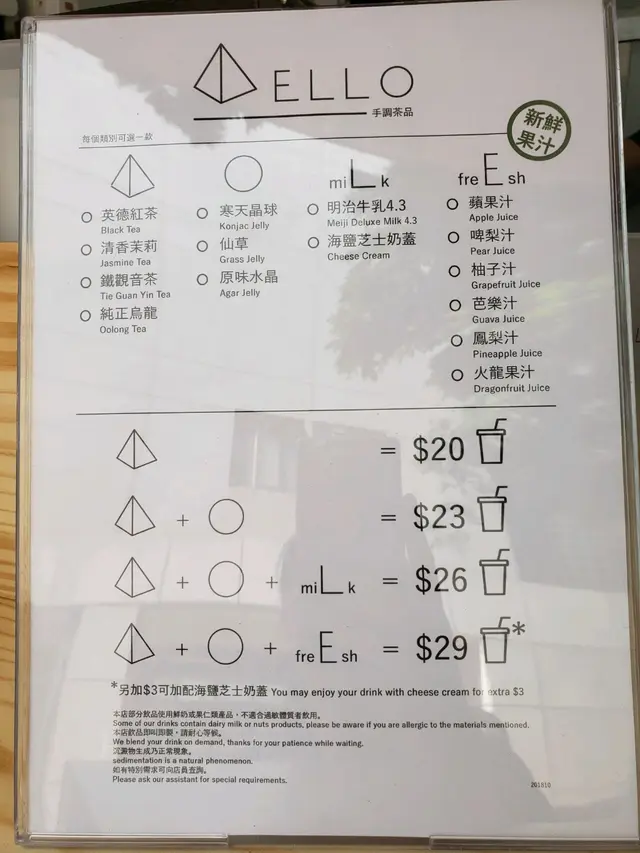 ELLO
手調茶品
新鮮
果汁
每個類別可選一款
miLk
freEsh
英德紅茶
Black Tea
清香茉莉
Jasmine Tea
鐵觀音茶
Tie Guan Yin Tea
純正烏龍
Oolong Tea
寒天晶球
Konjac Jelly
仙草
Grass Jelly
原味水晶
Agar Jelly
明治牛乳4.3
Meiji Deluxe Milk 4.3
海鹽芝士奶蓋
Cheese Cream
蘋果汁
Apple Juice
啤梨汁
Pear Juice
柚子汁
Grapefruit Juice
芭樂汁
Guava Juice
鳳梨汁
Pineapple Juice
火龍果汁
Dragonfruit Juice
= $20
+ = $23
+ + miLk = $26
+ + freEsh = $29 *
*另加$3可加配海鹽芝士奶蓋 You may enjoy your drink with cheese cream for extra $3
本店部分飲品使用鮮奶或果仁類產品，不適合過敏體質者飲用。
Some of our drinks contain dairy milk or nuts products, please be aware if you are allergic to the materials mentioned.
本店飲品即叫即製，請耐心等候。
We blend your drink on demand, thanks for your patience while waiting.
沉澱物生成乃正常現象。
sedimentation is a natural phenomenon.
如有特別需求可向店員查詢。
Please ask our assistant for special requirements.
201810